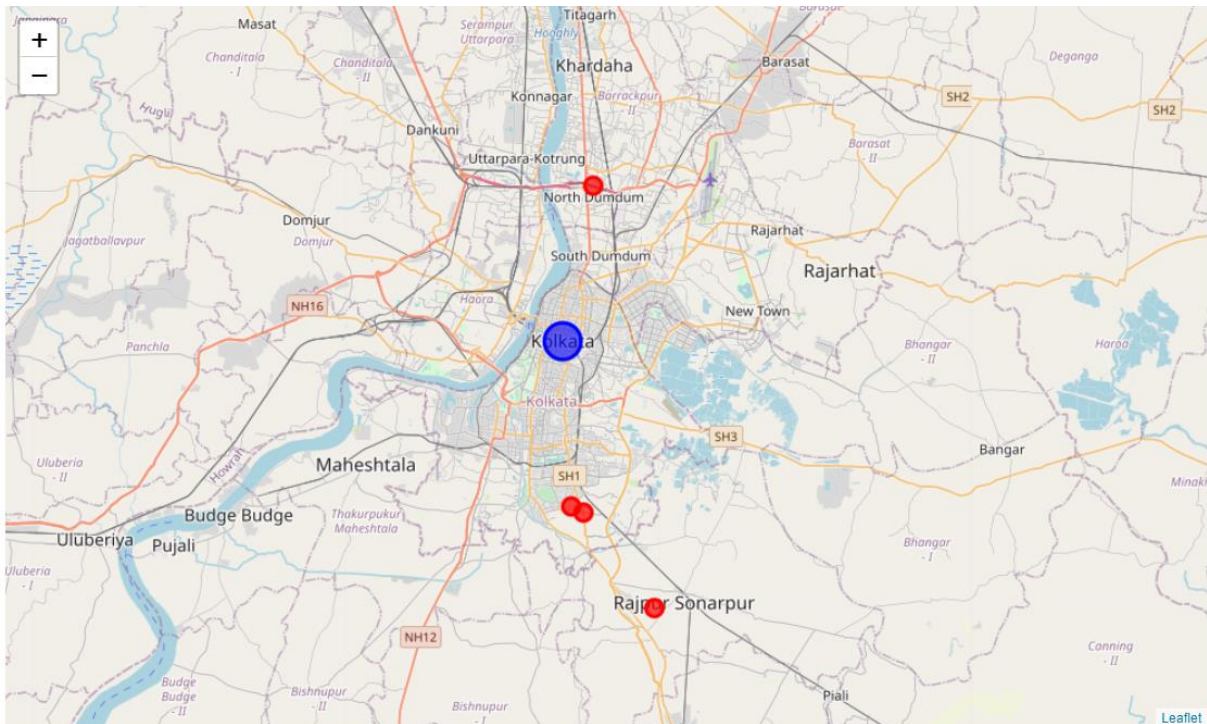 +
−
Masat
Titagarh
Serampur
Uttarpara
Hooghly
Barasat
- I
Chanditala
- I
Chanditala
- II
Khardaha
Barrackpur
- II
Barasat
Deganga
Konnagar
SH2
SH2
Hugli
Dankuni
Barasat
- II
Uttarpara-Kotrung
North Dumdum
Domjur
Domjur
Jagatballavpur
Rajarhat
South Dumdum
Rajarhat
NH16
Haora
New Town
Panchla
Kolkata
Bhangar
- II
Haroa
Kolkata
SH3
Bangar
Uluberia
- II
Howrah
Maheshtala
SH1
Minakh
Budge Budge
Thakurpukur
Maheshtala
Uluberiya
Pujali
Bhangar
- I
Uluberia
- I
Rajpur Sonarpur
NH12
Canning
- II
Budge
Budge
- II
Bishnupur
- I
Piali
Bishnupur
Leaflet